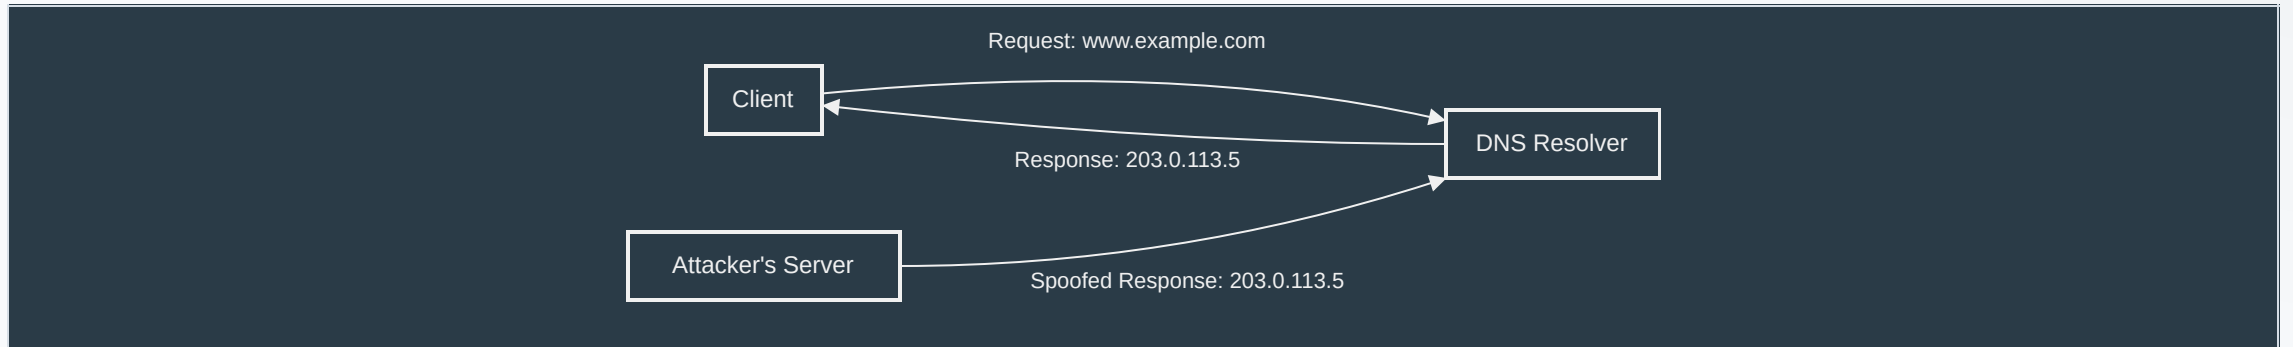 Request: www.example.com
Client
DNS Resolver
Response: 203.0.113.5
Attacker's Server
Spoofed Response: 203.0.113.5